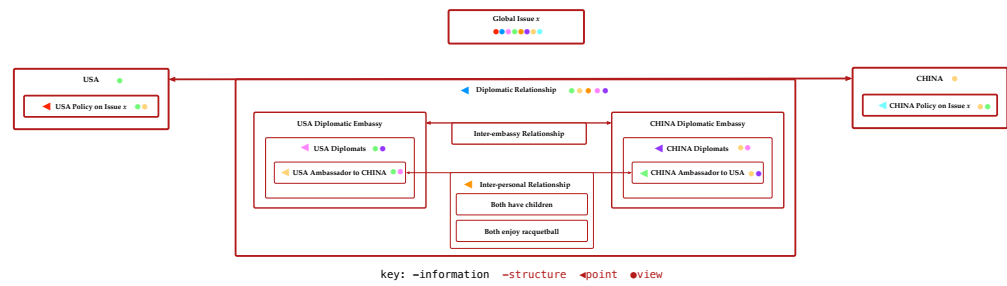 Global Issue x
USA
CHINA
USA Policy on Issue x
Diplomatic Relationship
CHINA Policy on Issue x
USA Diplomatic Embassy
CHINA Diplomatic Embassy
Inter-embassy Relationship
USA Diplomats
CHINA Diplomats
USA Ambassador to CHINA
CHINA Ambassador to USA
Inter-personal Relationship
Both have children
Both enjoy racquetball
key: –information –structure ◀point ●view